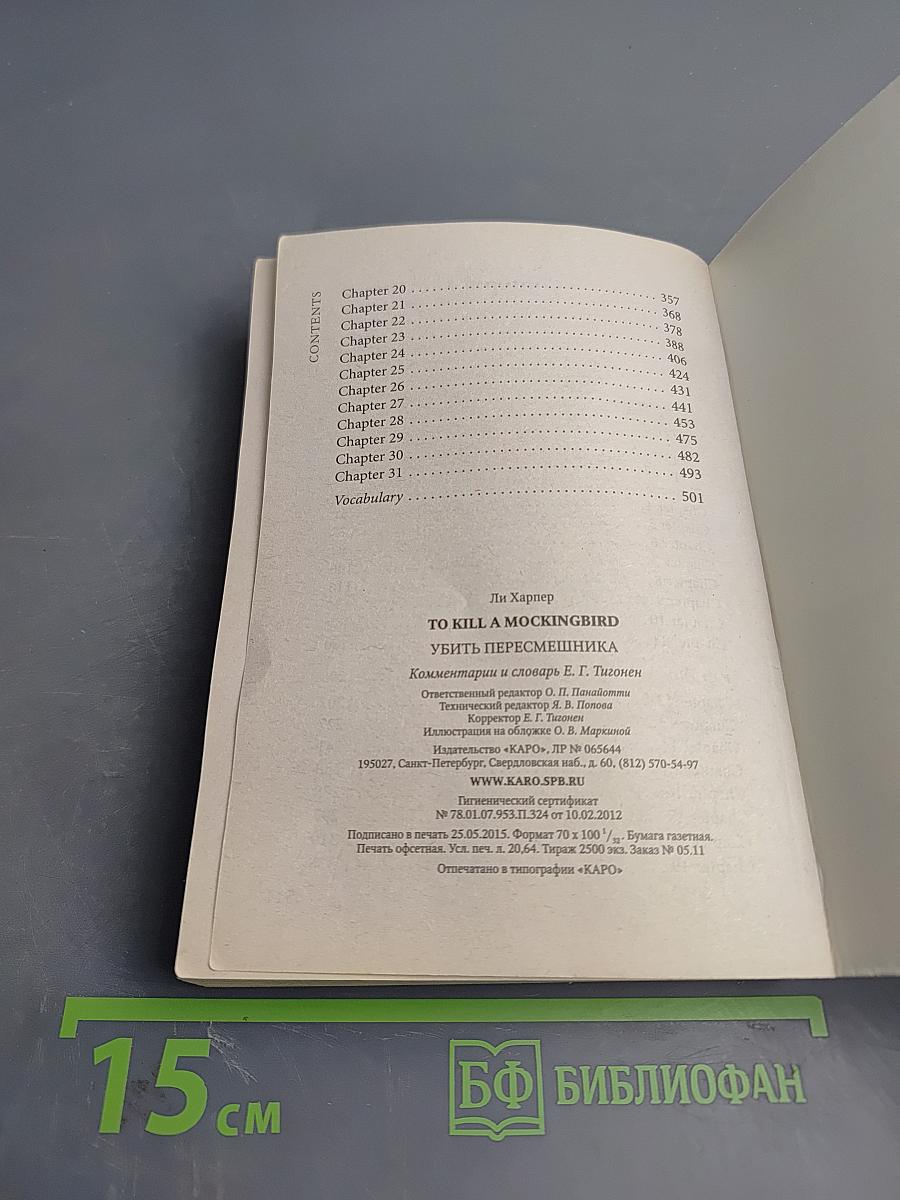 CONTENTS
Chapter 20 . . . . . . . . . . . . . . . . . . . . . . . . . . . . . . . . . . . 357
Chapter 21 . . . . . . . . . . . . . . . . . . . . . . . . . . . . . . . . . . . 368
Chapter 22 . . . . . . . . . . . . . . . . . . . . . . . . . . . . . . . . . . . 378
Chapter 23 . . . . . . . . . . . . . . . . . . . . . . . . . . . . . . . . . . . 388
Chapter 24 . . . . . . . . . . . . . . . . . . . . . . . . . . . . . . . . . . . 406
Chapter 25 . . . . . . . . . . . . . . . . . . . . . . . . . . . . . . . . . . . 424
Chapter 26 . . . . . . . . . . . . . . . . . . . . . . . . . . . . . . . . . . . 431
Chapter 27 . . . . . . . . . . . . . . . . . . . . . . . . . . . . . . . . . . . 441
Chapter 28 . . . . . . . . . . . . . . . . . . . . . . . . . . . . . . . . . . . 453
Chapter 29 . . . . . . . . . . . . . . . . . . . . . . . . . . . . . . . . . . . 475
Chapter 30 . . . . . . . . . . . . . . . . . . . . . . . . . . . . . . . . . . . 482
Chapter 31 . . . . . . . . . . . . . . . . . . . . . . . . . . . . . . . . . . . 493
Vocabulary . . . . . . . . . . . . . . . . . . . . . . . . . . . . . . . . . . . 501
Ли Харпер
TO KILL A MOCKINGBIRD
УБИТЬ ПЕРЕСМЕШНИКА
Комментарии и словарь Е. Г. Тигонен
Ответственный редактор О. П. Панайотти
Технический редактор Я. В. Попова
Корректор Е. Г. Тигонен
Иллюстрация на обложке О. В. Маркиной
Издательство «КАРО», ЛР № 065644
195027, Санкт-Петербург, Свердловская наб., д. 60, (812) 570-54-97
WWW.KARO.SPB.RU
Гигиенический сертификат
№ 78.01.07.953.П.324 от 10.02.2012
Подписано в печать 25.05.2015. Формат 70 х 100 1/32. Бумага газетная.
Печать офсетная. Усл. печ. л. 20,64. Тираж 2500 экз. Заказ № 05.11
Отпечатано в типографии «КАРО»
15 см
БФ БИБЛИОФАН